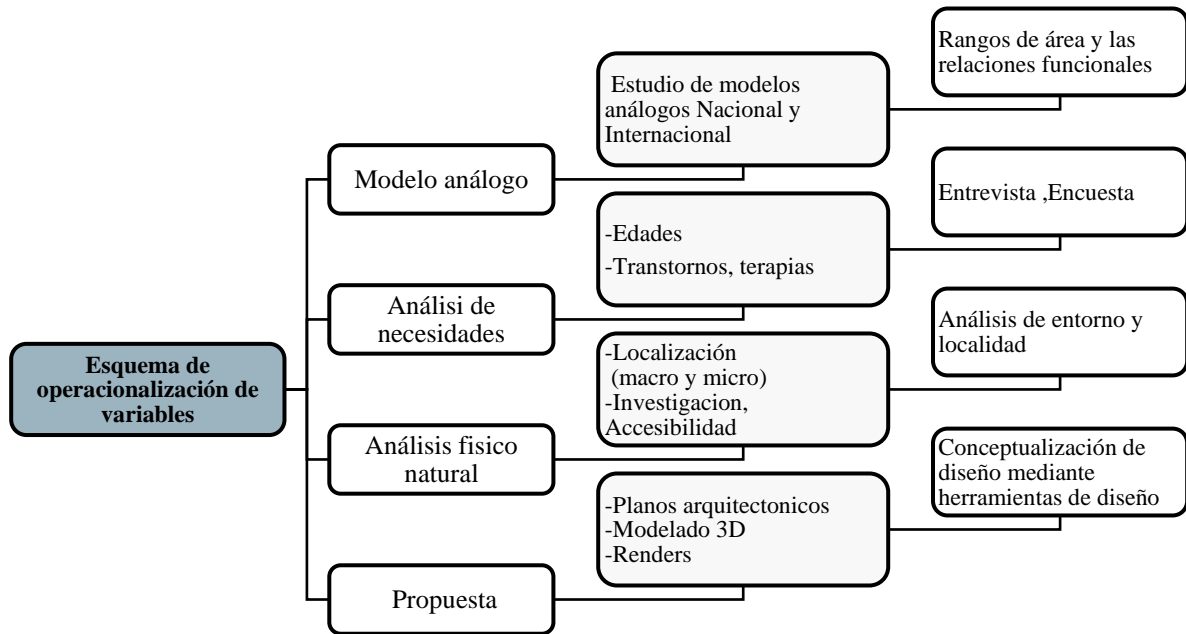 Esquema de
operacionalización de
variables
Modelo análogo
Estudio de modelos
análogos Nacional y
Internacional
Rangos de área y las
relaciones funcionales
Análisi de
necesidades
-Edades
-Transtornos, terapias
Entrevista ,Encuesta
Análisis fisico
natural
-Localización
(macro y micro)
-Investigacion,
Accesibilidad
Análisis de entorno y
localidad
Propuesta
-Planos arquitectonicos
-Modelado 3D
-Renders
Conceptualización de
diseño mediante
herramientas de diseño